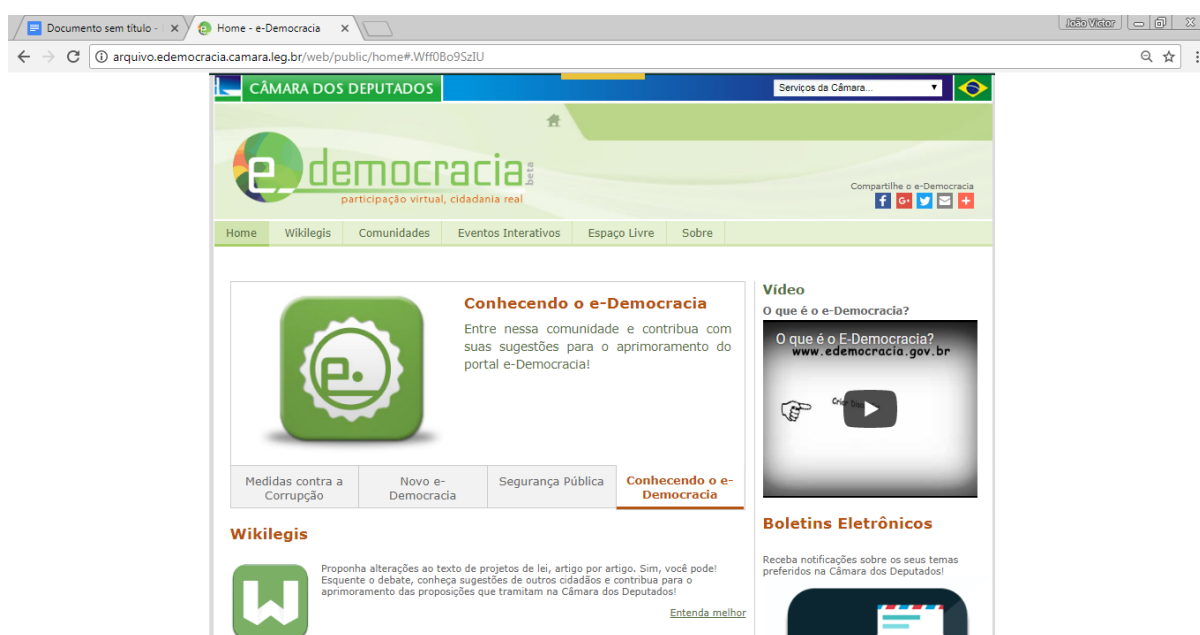 Documento sem título -
Home - e-Democracia
João Victor
arquivo.edemocracia.camara.leg.br/web/public/home#.Wff0Bo9SzIU
CÂMARA DOS DEPUTADOS
Serviços da Câmara...
e_democracia beta
participação virtual, cidadania real
Compartilhe o e-Democracia
Home Wikilegis Comunidades Eventos Interativos Espaço Livre Sobre
Conhecendo o e-Democracia
Entre nessa comunidade e contribua com
suas sugestões para o aprimoramento do
portal e-Democracia!
Medidas contra a
Corrupção
Novo e-
Democracia
Segurança Pública
Conhecendo o e-
Democracia
Wikilegis
Proponha alterações ao texto de projetos de lei, artigo por artigo. Sim, você pode!
Esquente o debate, conheça sugestões de outros cidadãos e contribua para o
aprimoramento das proposições que tramitam na Câmara dos Deputados!
Entenda melhor
Vídeo
O que é o e-Democracia?
O que é o E-Democracia?
www.edemocracia.gov.br
Boletins Eletrônicos
Receba notificações sobre os seus temas
preferidos na Câmara dos Deputados!